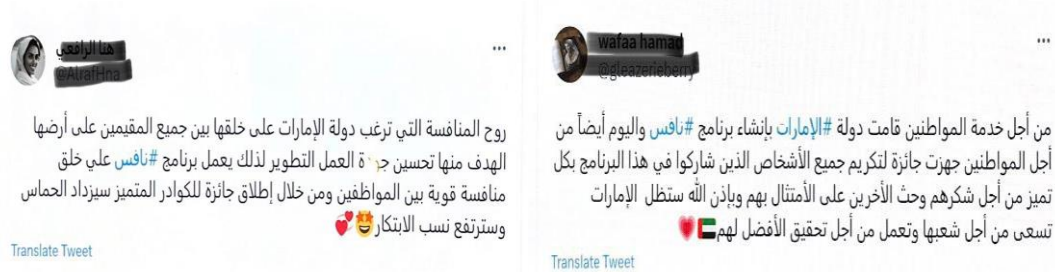 wafaa hamad
@gleazerieberry
من أجل خدمة المواطنين قامت دولة #الإمارات بإنشاء برنامج #نافس واليوم أيضاً من
أجل المواطنين جهزت جائزة لتكريم جميع الأشخاص الذين شاركوا في هذا البرنامج بكل
تميز من أجل شكرهم وحث الأخرين على الأمتثال بهم وبإذن الله ستظل الإمارات
تسعى من أجل شعبها وتعمل من أجل تحقيق الأفضل لهم🇦🇪💗
Translate Tweet
هنا الرافعي
@AlrafHna
روح المنافسة التي ترغب دولة الإمارات على خلقها بين جميع المقيمين على أرضها
الهدف منها تحسين العمل التطوير لذلك يعمل برنامج #نافس علي خلق
منافسة قوية بين المواظفين ومن خلال إطلاق جائزة للكوادر المتميز سيزداد الحماس
وسترتفع نسب الابتكار🤩💞
Translate Tweet